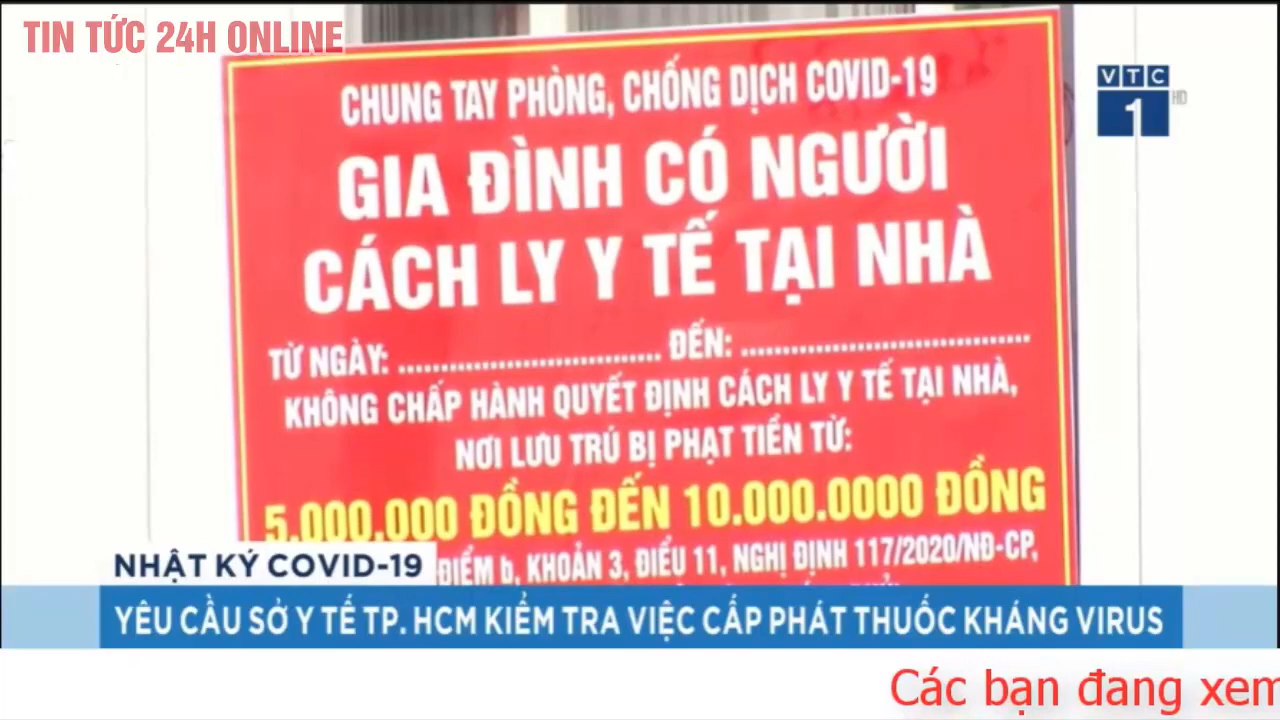 TIN TỨC 24H ONLINE
VTC
1
HD
CHUNG TAY PHÒNG, CHỐNG DỊCH COVID-19
GIA ĐÌNH CÓ NGƯỜI
CÁCH LY Y TẾ TẠI NHÀ
TỪ NGÀY: ............................... ĐẾN: ..................................
KHÔNG CHẤP HÀNH QUYẾT ĐỊNH CÁCH LY Y TẾ TẠI NHÀ,
NƠI LƯU TRÚ BỊ PHẠT TIỀN TỪ:
5.000.000 ĐỒNG ĐẾN 10.000.0000 ĐỒNG
ĐIỂM b, KHOẢN 3, ĐIỀU 11, NGHỊ ĐỊNH 117/2020/NĐ-CP,
NHẬT KÝ COVID-19
YÊU CẦU SỞ Y TẾ TP. HCM KIỂM TRA VIỆC CẤP PHÁT THUỐC KHÁNG VIRUS
Các bạn đang xem